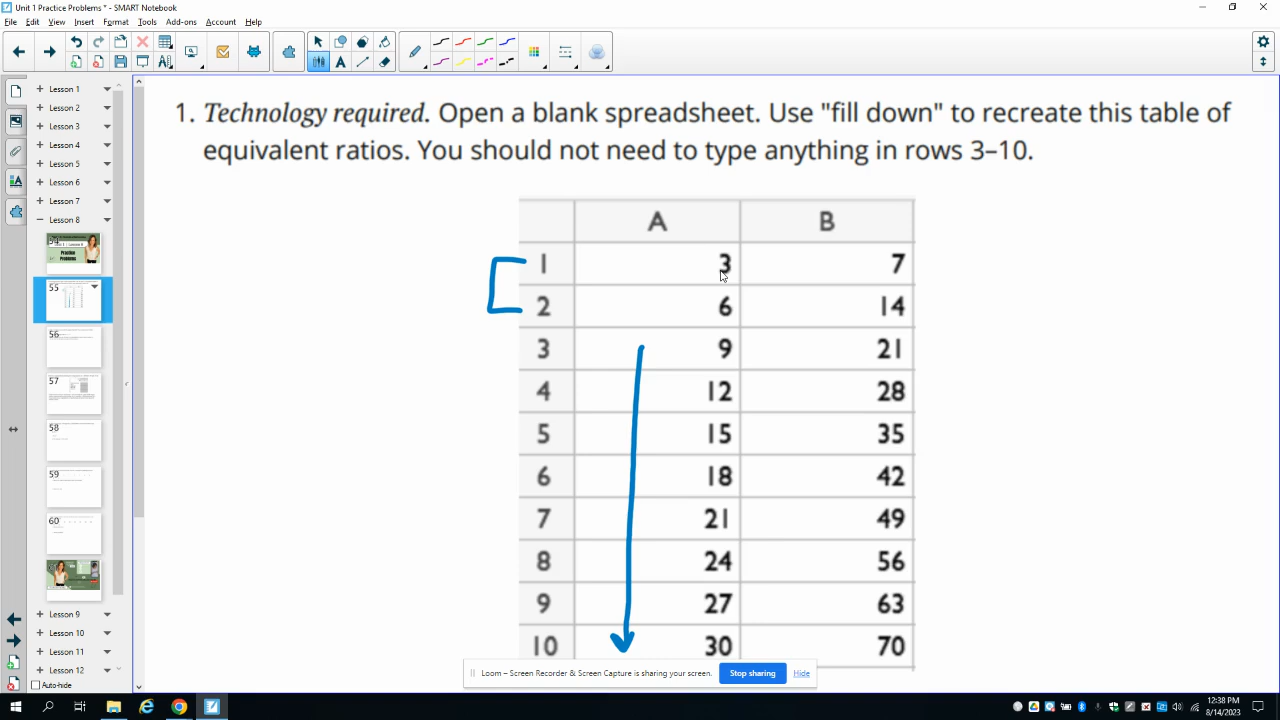 Unit 1 Practice Problems * - SMART Notebook
File Edit View Insert Format Tools Add-ons Account Help
Lesson 1
Lesson 2
Lesson 3
Lesson 4
Lesson 5
Lesson 6
Lesson 7
Lesson 8
54
Practice
Problems
55
56
57
58
59
60
Lesson 9
Lesson 10
Lesson 11
Lesson 12
Auto-hide
1. Technology required. Open a blank spreadsheet. Use "fill down" to recreate this table of
equivalent ratios. You should not need to type anything in rows 3–10.
A B
1 3 7
2 6 14
3 9 21
4 12 28
5 15 35
6 18 42
7 21 49
8 24 56
9 27 63
10 30 70
Loom – Screen Recorder & Screen Capture is sharing your screen. Stop sharing Hide
12:38 PM
8/14/2023